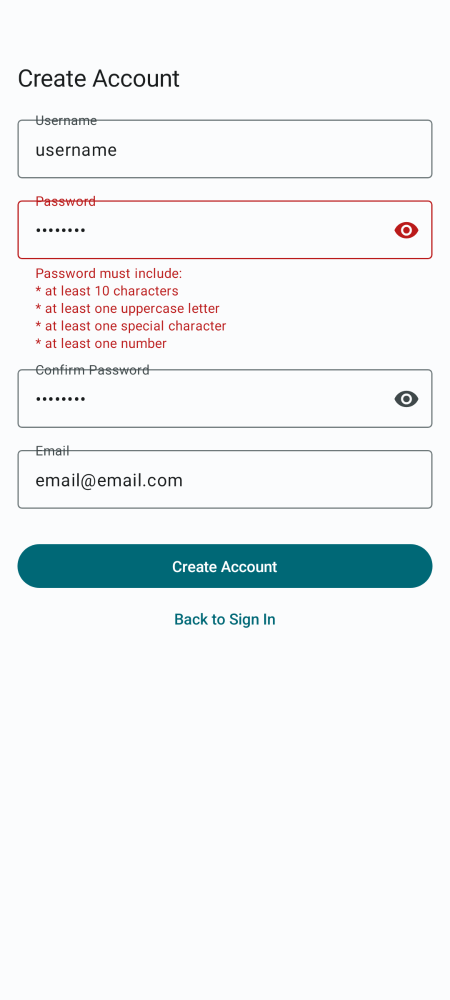 Create Account
Username
username
Password
••••••••
Password must include:
* at least 10 characters
* at least one uppercase letter
* at least one special character
* at least one number
Confirm Password
••••••••
Email
email@email.com
Create Account
Back to Sign In